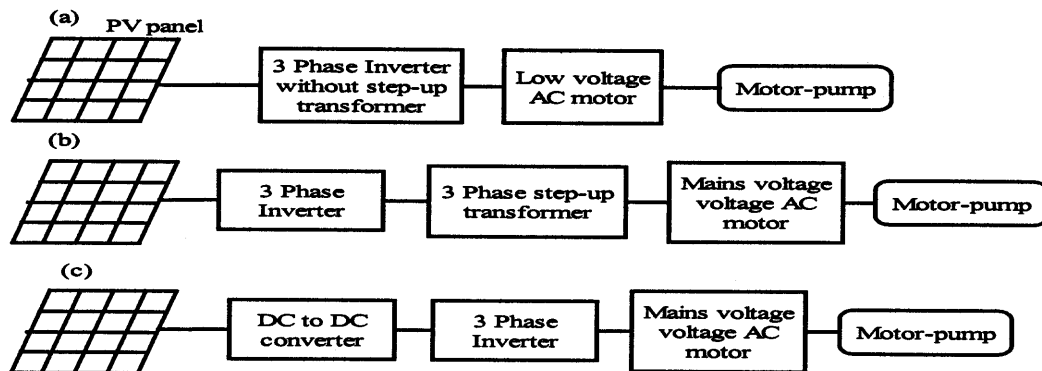 (a)
PV panel
3 Phase Inverter
without step-up
transformer
Low voltage
AC motor
Motor-pump
(b)
3 Phase
Inverter
3 Phase step-up
transformer
Mains voltage
voltage AC
motor
Motor-pump
(c)
DC to DC
converter
3 Phase
Inverter
Mains voltage
voltage AC
motor
Motor-pump